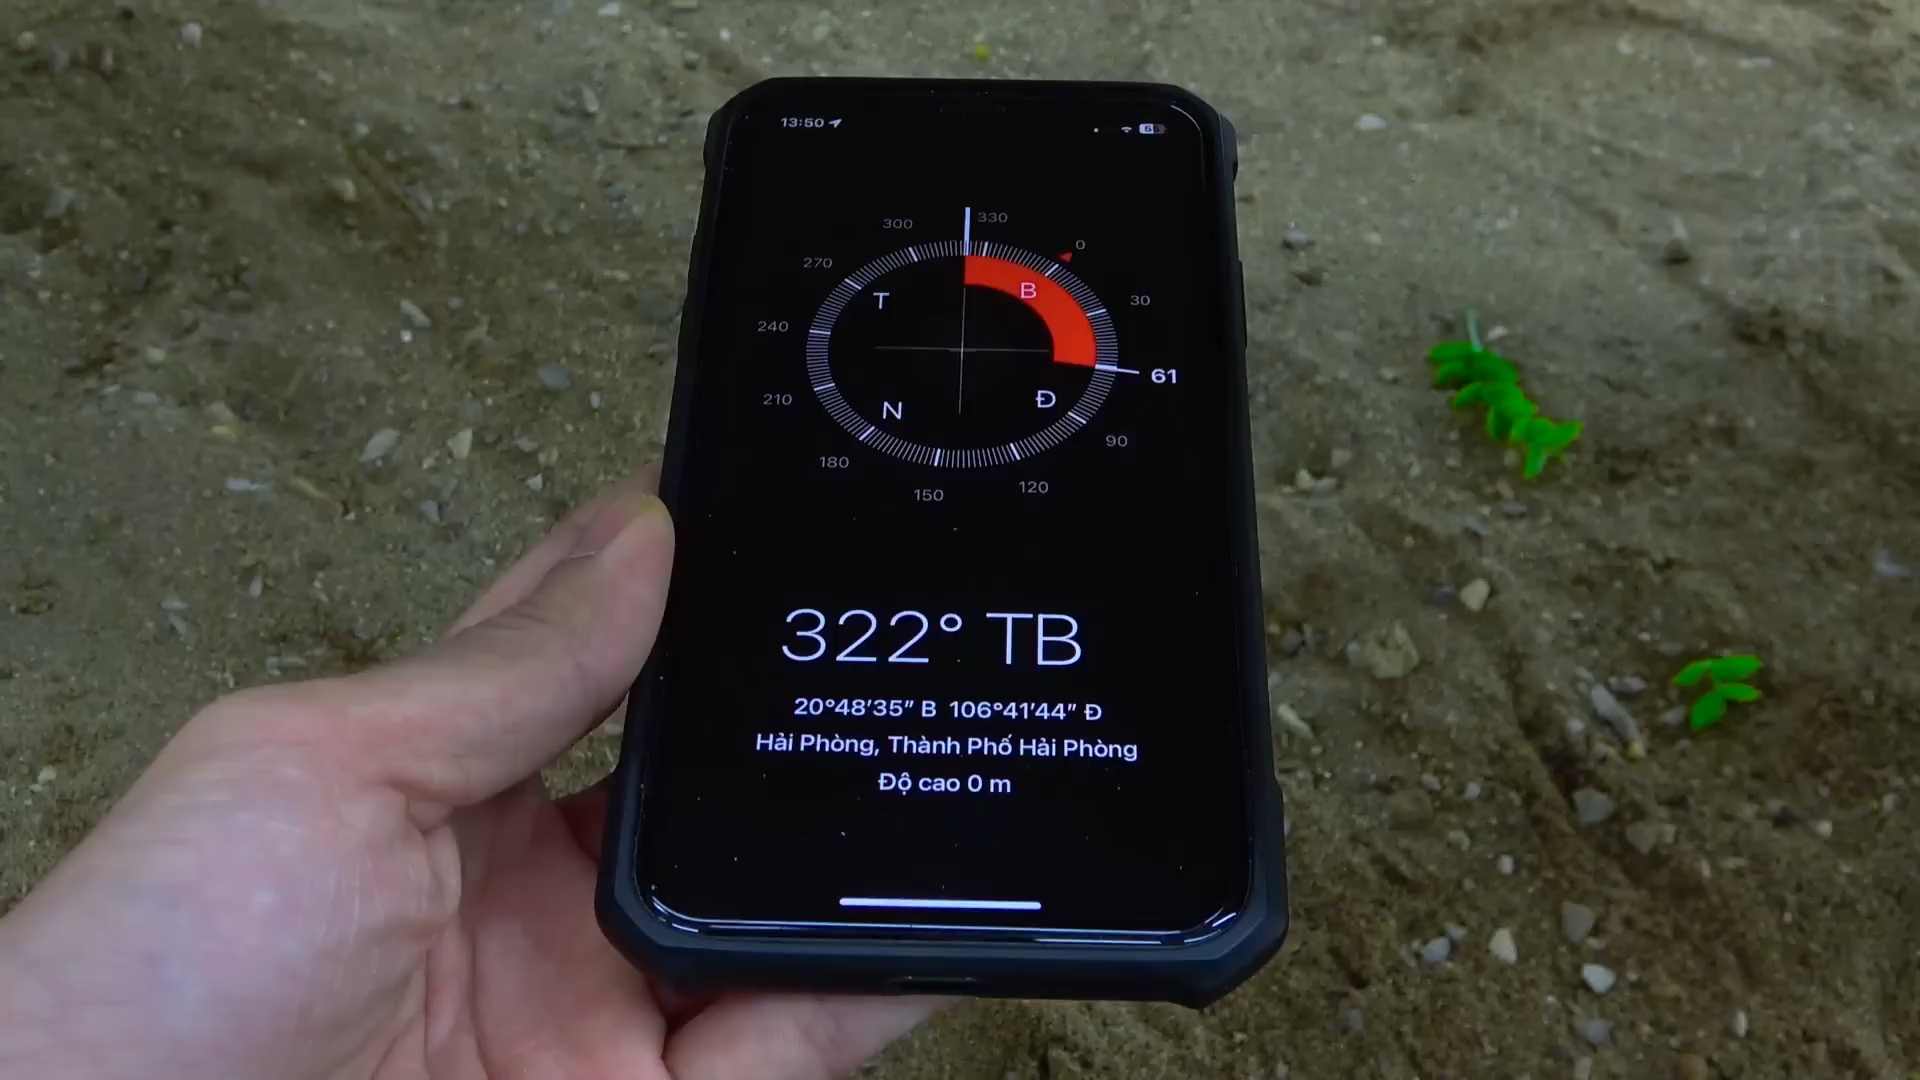 13:50
300
330
270
0
T
B
30
240
61
210
N
Đ
90
180
120
150
322° TB
20°48'35" B 106°41'44" Đ
Hải Phòng, Thành Phố Hải Phòng
Độ cao 0 m